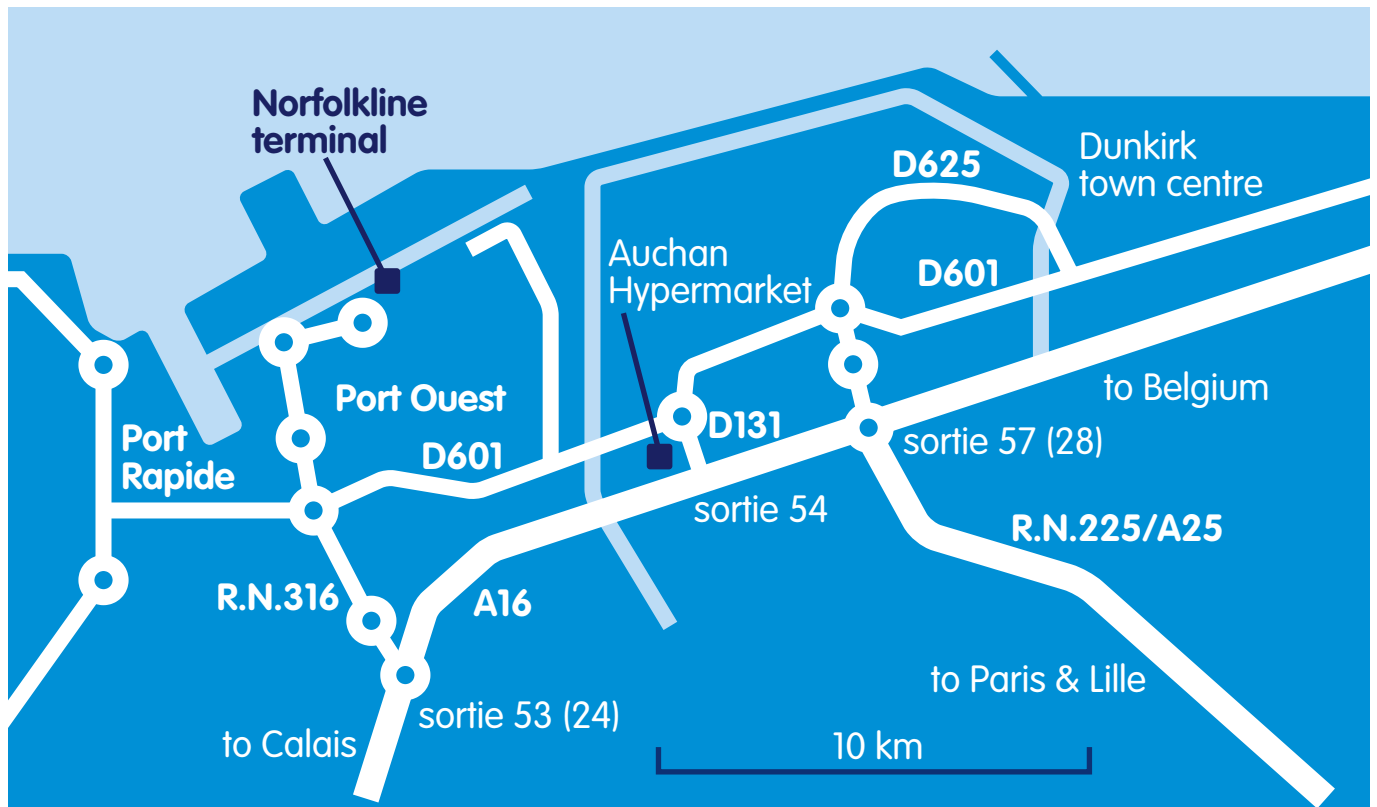 Norfolkline
terminal
Dunkirk
town centre
D625
Auchan
Hypermarket
D601
to Belgium
Port Ouest
D131
Port
Rapide
D601
sortie 57 (28)
sortie 54
R.N.225/A25
R.N.316
A16
to Paris & Lille
sortie 53 (24)
to Calais
10 km